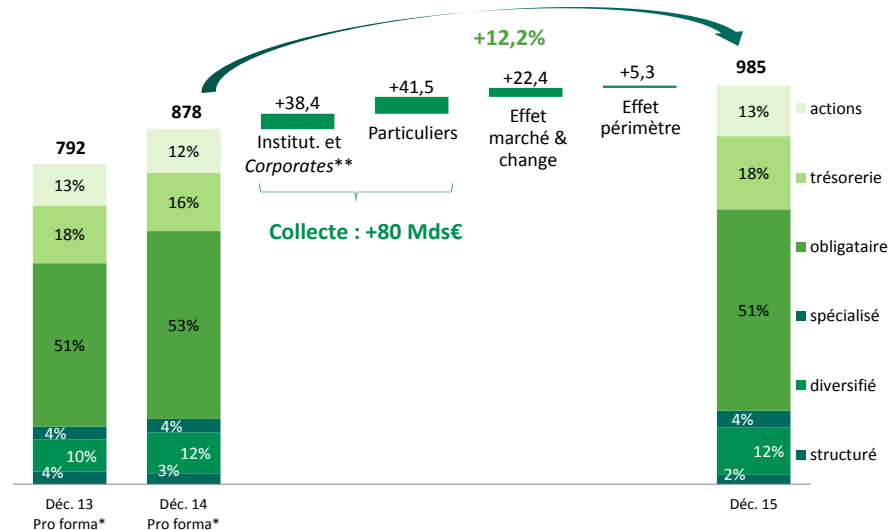 +12,2%
792
13%
18%
51%
4%
10%
4%
Déc. 13
Pro forma*
878
12%
16%
53%
4%
12%
3%
Déc. 14
Pro forma*
+38,4
Institut. et
Corporates**
+41,5
Particuliers
Collecte : +80 Mds€
+22,4
Effet
marché &
change
+5,3
Effet
périmètre
985
13%
18%
51%
4%
12%
2%
Déc. 15
actions
trésorerie
obligataire
spécialisé
diversifié
structuré